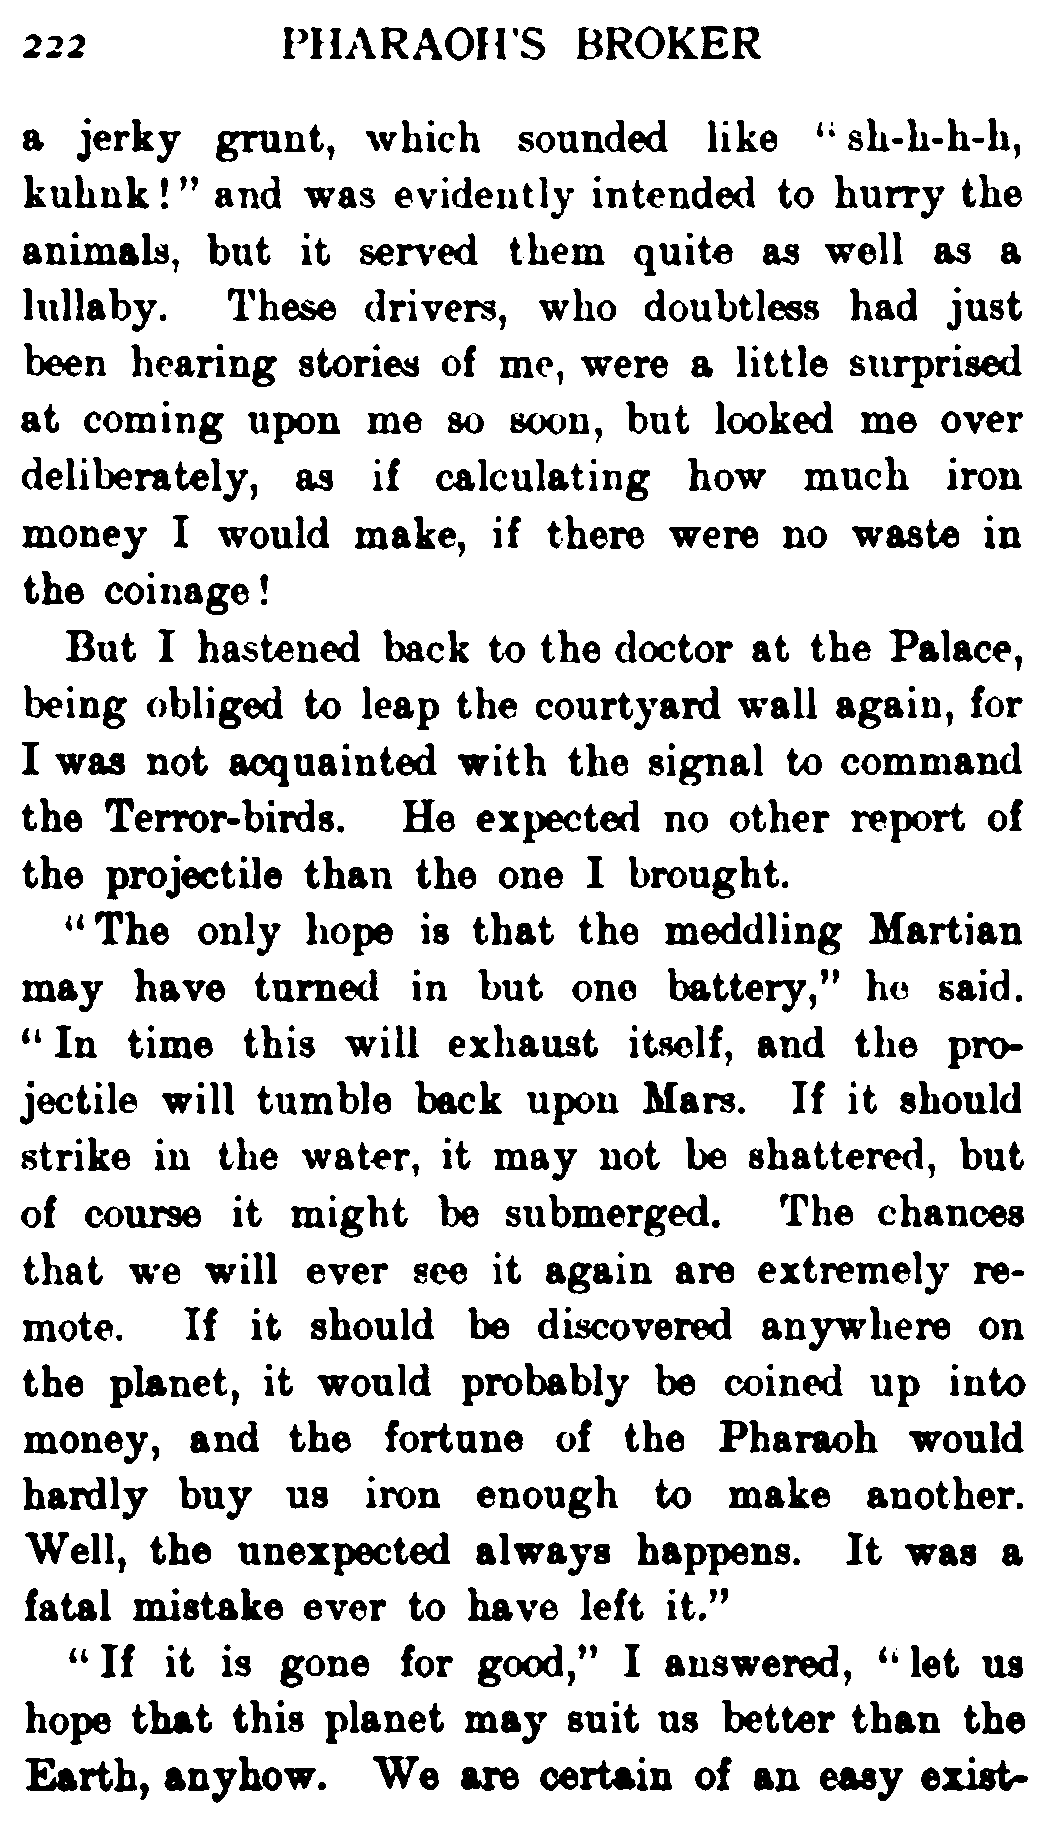 222 PHARAOH'S BROKER
a jerky grunt, which sounded like "sh-h-h-h,
kuhnk!" and was evidently intended to hurry the
animals, but it served them quite as well as a
lullaby. These drivers, who doubtless had just
been hearing stories of me, were a little surprised
at coming upon me so soon, but looked me over
deliberately, as if calculating how much iron
money I would make, if there were no waste in
the coinage!
But I hastened back to the doctor at the Palace,
being obliged to leap the courtyard wall again, for
I was not acquainted with the signal to command
the Terror-birds. He expected no other report of
the projectile than the one I brought.
"The only hope is that the meddling Martian
may have turned in but one battery," he said.
"In time this will exhaust itself, and the pro-
jectile will tumble back upon Mars. If it should
strike in the water, it may not be shattered, but
of course it might be submerged. The chances
that we will ever see it again are extremely re-
mote. If it should be discovered anywhere on
the planet, it would probably be coined up into
money, and the fortune of the Pharaoh would
hardly buy us iron enough to make another.
Well, the unexpected always happens. It was a
fatal mistake ever to have left it."
"If it is gone for good," I answered, "let us
hope that this planet may suit us better than the
Earth, anyhow. We are certain of an easy exist-